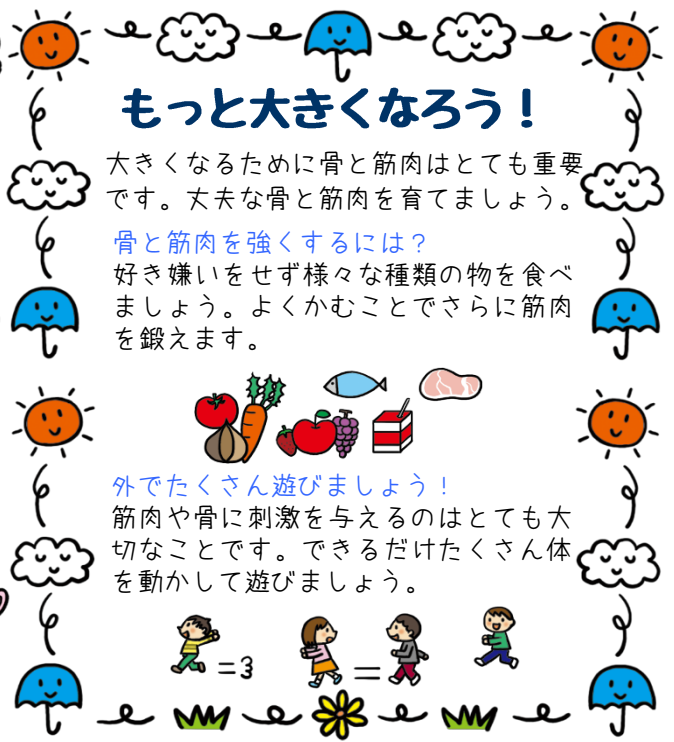 もっと大きくなろう！
大きくなるために骨と筋肉はとても重要
です。丈夫な骨と筋肉を育てましょう。
骨と筋肉を強くするには？
好き嫌いをせず様々な種類の物を食べ
ましょう。よくかむことでさらに筋肉
を鍛えます。
外でたくさん遊びましょう！
筋肉や骨に刺激を与えるのはとても大
切なことです。できるだけたくさん体
を動かして遊びましょう。